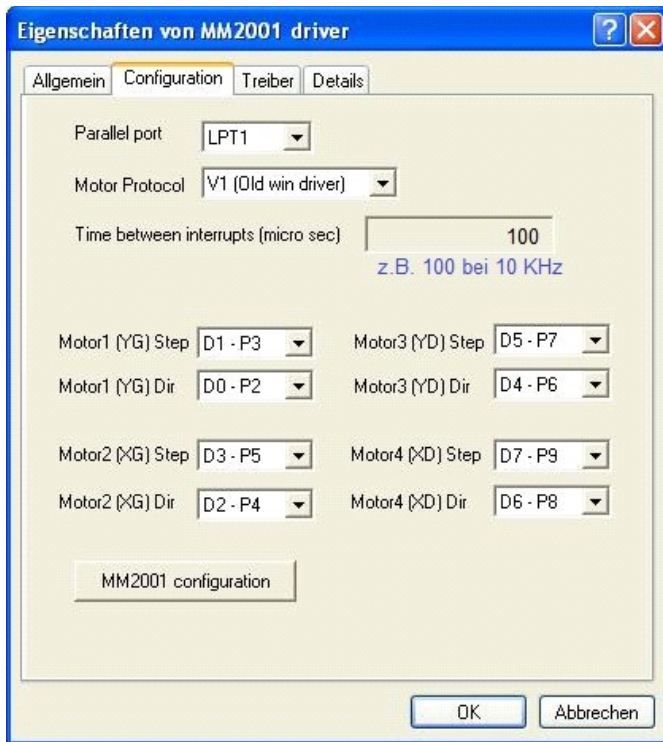 Eigenschaften von MM2001 driver
Allgemein Configuration Treiber Details
Parallel port LPT1
Motor Protocol V1 (Old win driver)
Time between interrupts (micro sec) 100
z.B. 100 bei 10 KHz
Motor1 (YG) Step D1 - P3 Motor3 (YD) Step D5 - P7
Motor1 (YG) Dir D0 - P2 Motor3 (YD) Dir D4 - P6
Motor2 (XG) Step D3 - P5 Motor4 (XD) Step D7 - P9
Motor2 (XG) Dir D2 - P4 Motor4 (XD) Dir D6 - P8
MM2001 configuration
OK Abbrechen